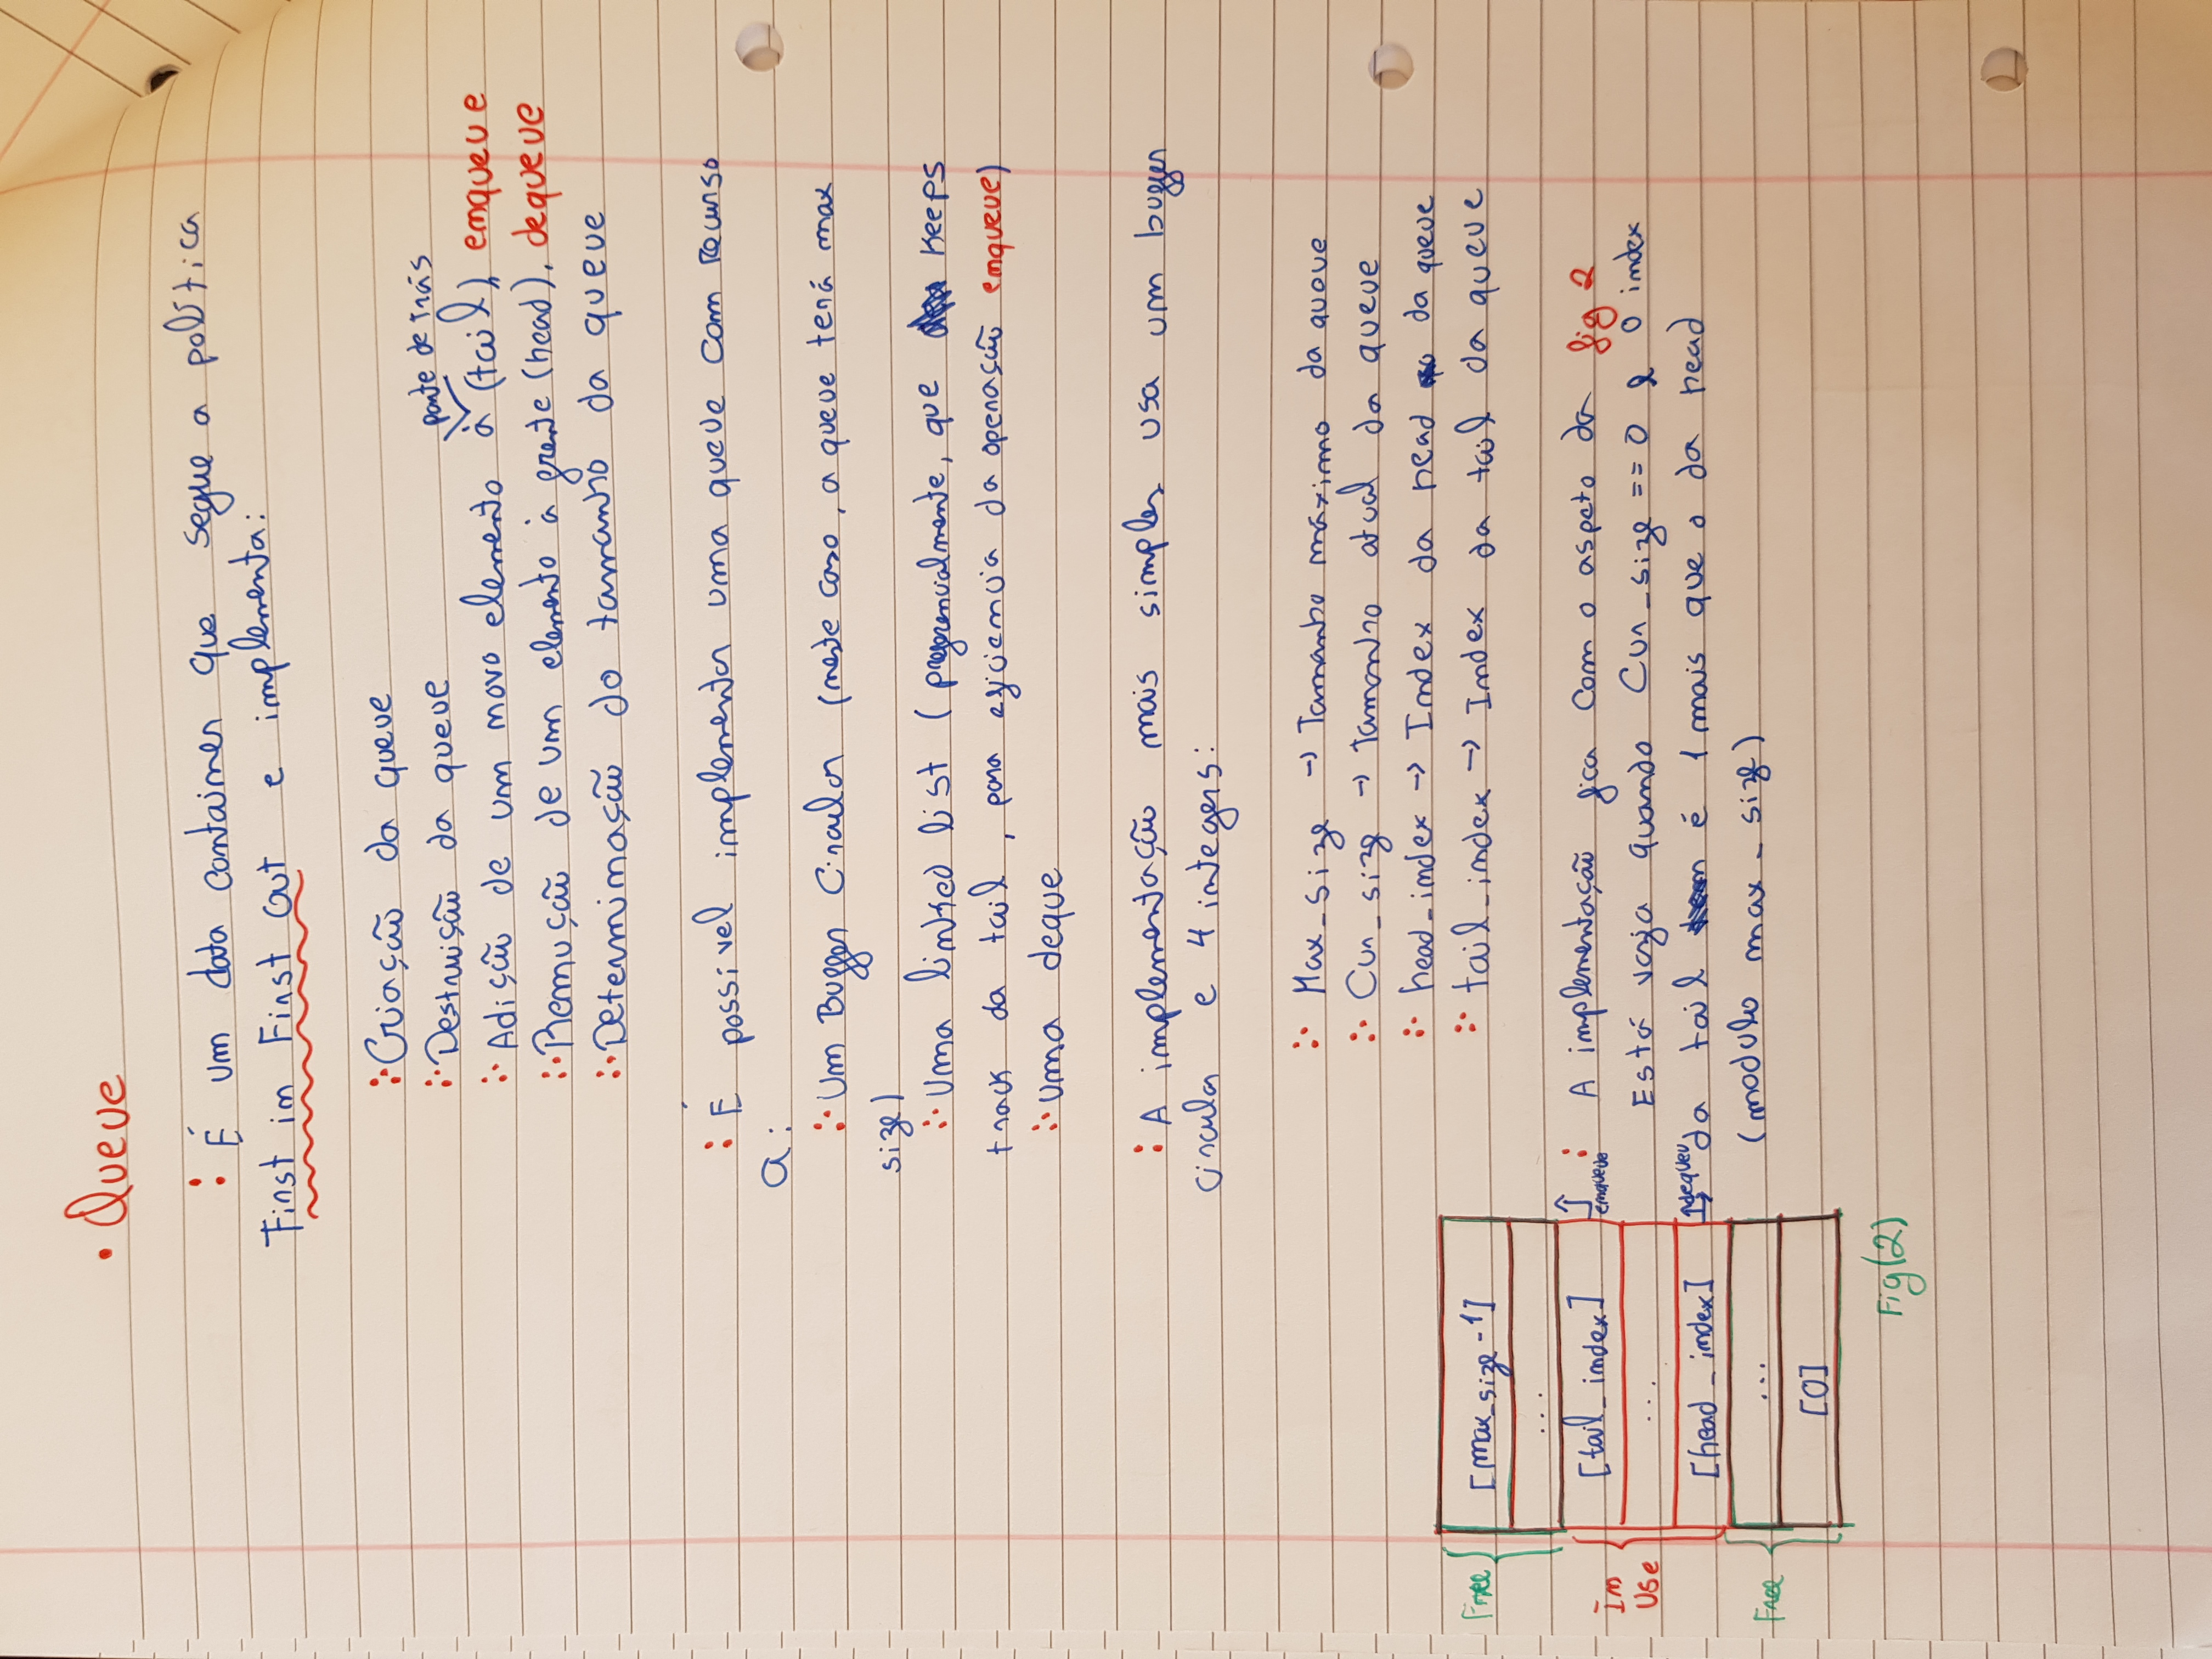 • Queue
: É um data container que segue a política
First in First Out e implementa:
∴ Criação da queue
∴ Destruição da queue
parte de trás
∴ Adição de um novo elemento à (tail), enqueue
∴ Remoção de um elemento à frente (head), dequeue
∴ Determinação do tamanho da queue
: É possível implementar uma queue com recurso
a:
∴ Um Buffer Circular (neste caso, a queue terá max
size)
∴ Uma linked list (preferencialmente, que keeps
track da tail, para eficiencia da operação enqueue)
∴ uma deque
: A implementação mais simples usa um buffer
circular e 4 integers:
∴ Max_size → Tamanho máximo da queue
∴ Cur_size → Tamanho atual da queue
∴ head_index → Index da head da queue
∴ tail_index → Index da tail da queue
: A implementação fica com o aspeto da fig 2
Está vazia quando Cur_size == 0 e o index
da tail é 1 mais que o da head
(modulo max_size)
Free
[max_size - 1]
...
In
Use
[tail_index]
enqueue
...
[head_index]
dequeu
Free
...
[0]
Fig(2)